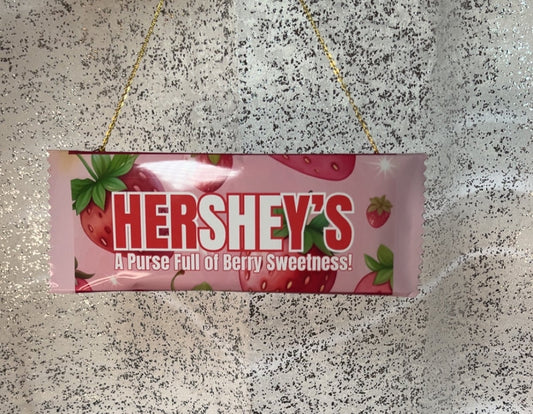 HERSHEY'S
A Purse Full of Berry Sweetness!